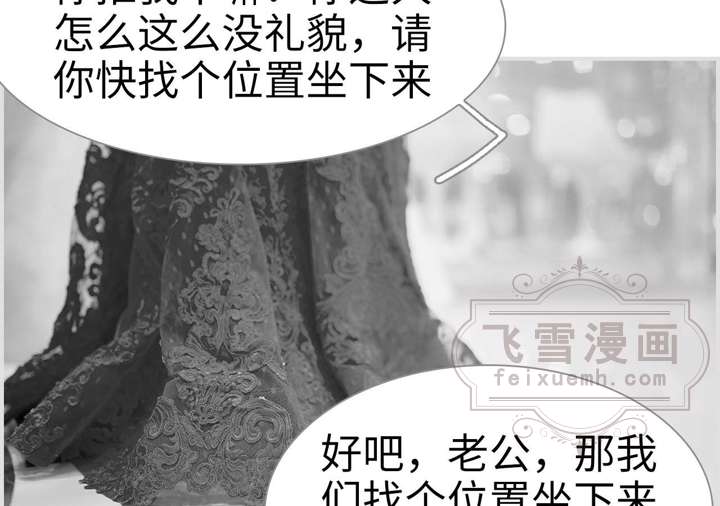 怎么这么没礼貌，请
你快找个位置坐下来
飞雪漫画
feixuemh.com
好吧，老公，那我
们找个位置坐下来